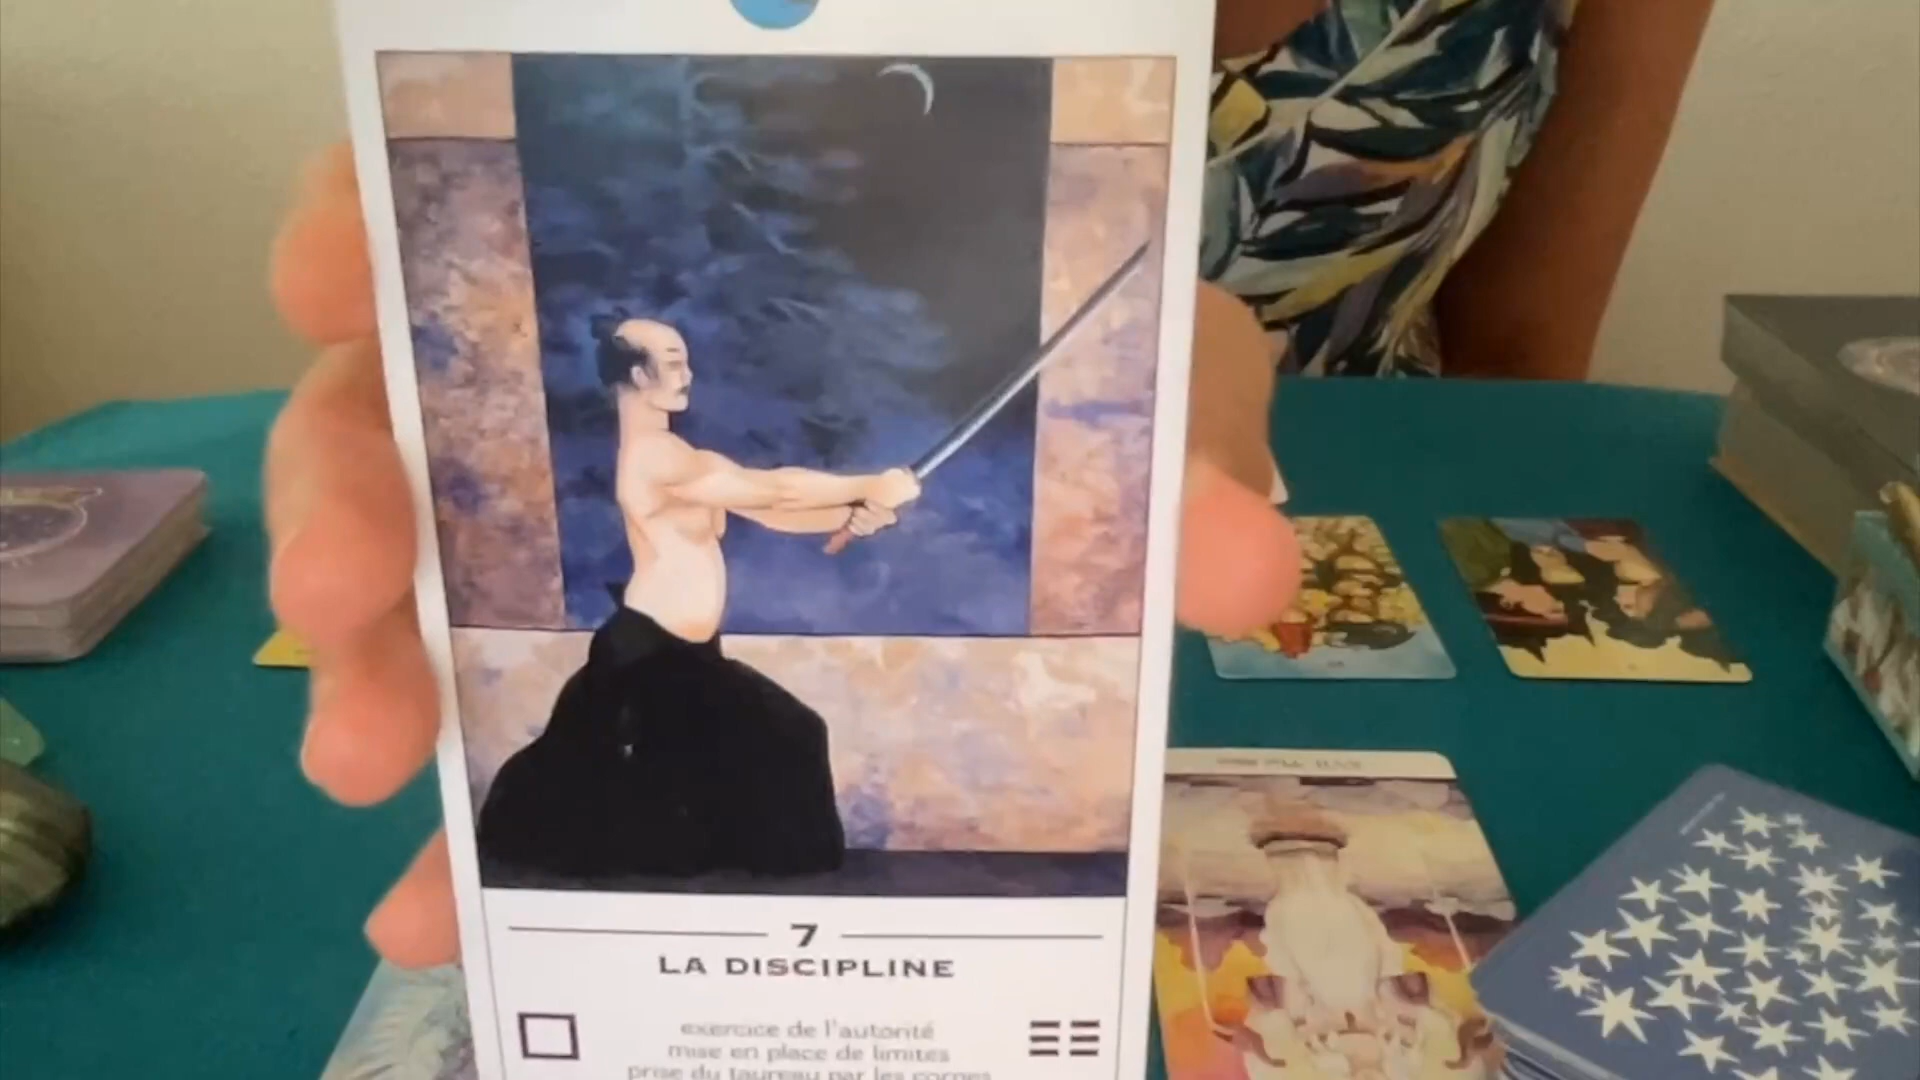 7
LA DISCIPLINE
exercice de l'autorité
mise en place de limites
prise du taureau par les cornes